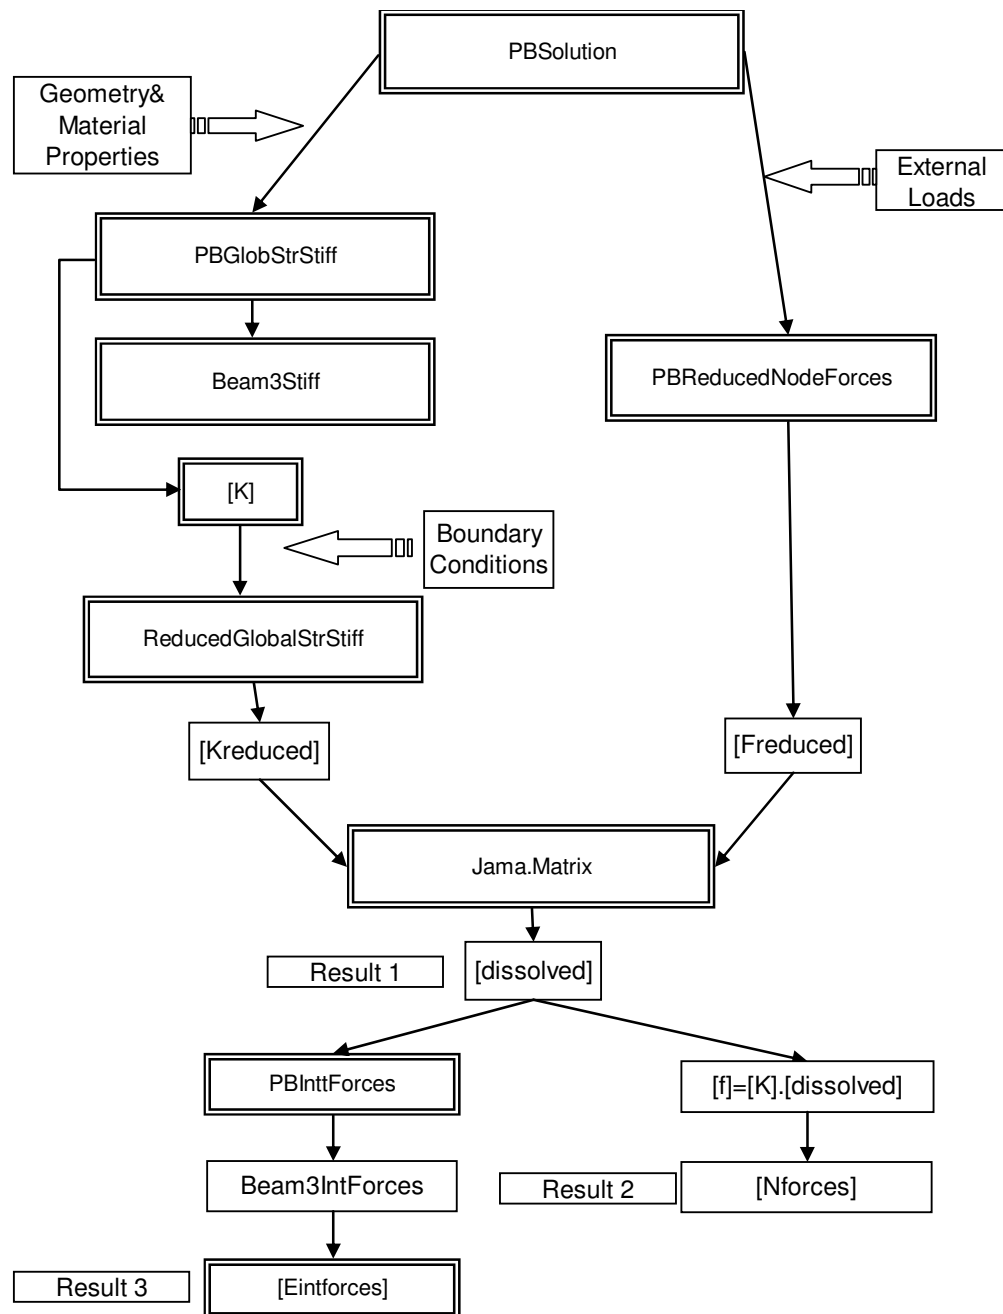 PBSolution
Geometry&
Material
Properties
External
Loads
PBGlobStrStiff
Beam3Stiff
PBReducedNodeForces
[K]
Boundary
Conditions
ReducedGlobalStrStiff
[Kreduced]
[Freduced]
Jama.Matrix
Result 1
[dissolved]
PBInttForces
[f]=[K].[dissolved]
Beam3IntForces
Result 2
[Nforces]
Result 3
[Eintforces]